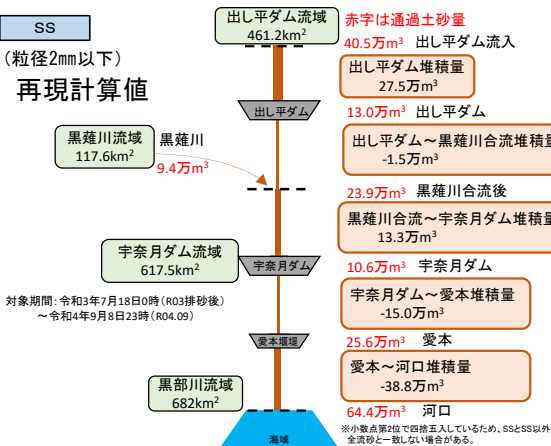 SS
(粒径2mm以下)
再現計算値
出し平ダム流域
461.2km²
赤字は通過土砂量
40.5万m³ 出し平ダム流入
出し平ダム堆積量
27.5万m³
出し平ダム
13.0万m³ 出し平ダム
黒薙川流域
117.6km²
黒薙川
9.4万m³
出し平ダム～黒薙川合流堆積量
-1.5万m³
23.9万m³ 黒薙川合流後
黒薙川合流～宇奈月ダム堆積量
13.3万m³
宇奈月ダム流域
617.5km²
宇奈月ダム
10.6万m³ 宇奈月ダム
対象期間：令和3年7月18日0時(R03排砂後)
～令和4年9月8日23時(R04.09)
宇奈月ダム～愛本堆積量
-15.0万m³
愛本堰堤
25.6万m³ 愛本
愛本～河口堆積量
-38.8万m³
黒部川流域
682km²
64.4万m³ 河口
海域
※小数点第2位で四捨五入しているため、SSとSS以外
全流砂と一致しない場合がある。